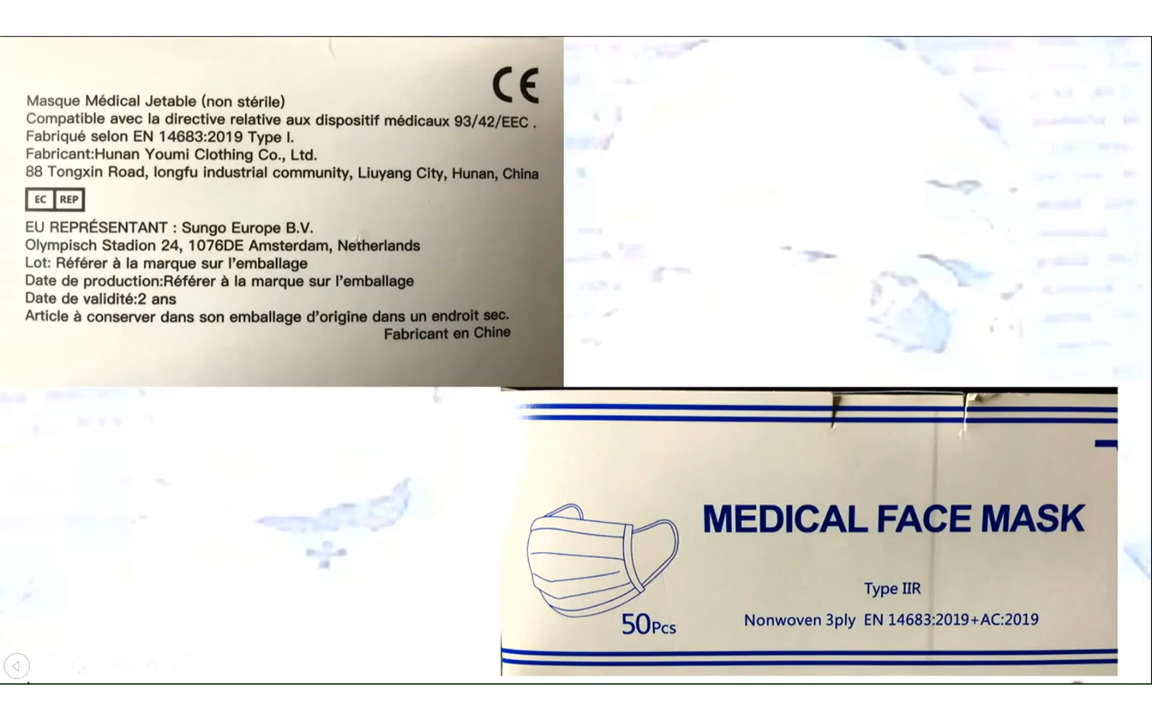 CE
Masque Médical Jetable (non stérile)
Compatible avec la directive relative aux dispositif médicaux 93/42/EEC .
Fabriqué selon EN 14683:2019 Type I.
Fabricant:Hunan Youmi Clothing Co., Ltd.
88 Tongxin Road, longfu industrial community, Liuyang City, Hunan, China
EC REP
EU REPRÉSENTANT : Sungo Europe B.V.
Olympisch Stadion 24, 1076DE Amsterdam, Netherlands
Lot: Référer à la marque sur l'emballage
Date de production:Référer à la marque sur l'emballage
Date de validité:2 ans
Article à conserver dans son emballage d'origine dans un endroit sec.
Fabricant en Chine
MEDICAL FACE MASK
Type IIR
50Pcs
Nonwoven 3ply EN 14683:2019+AC:2019